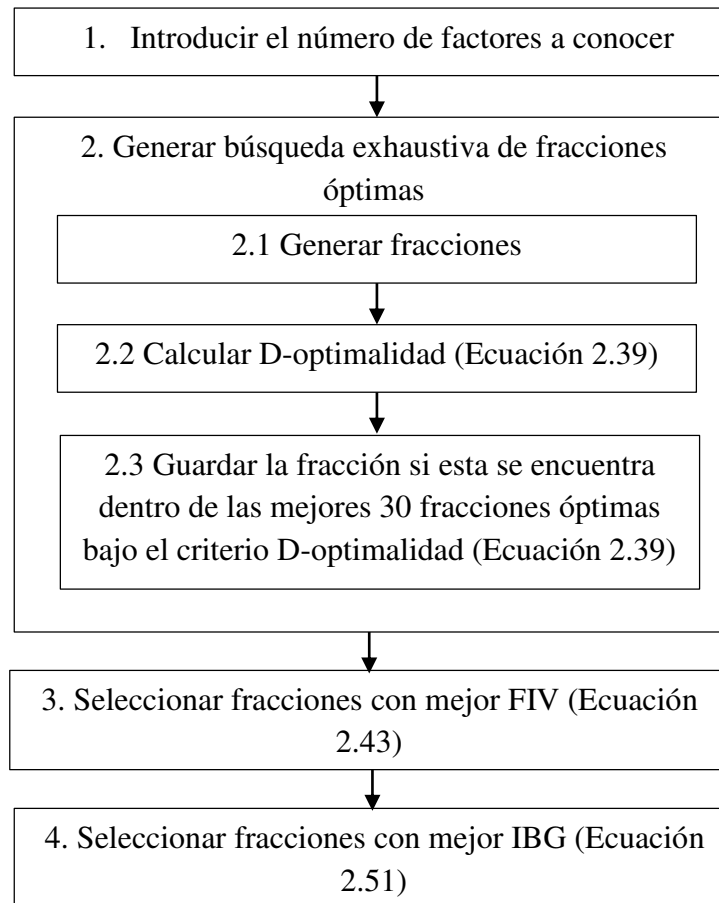 1. Introducir el número de factores a conocer
2. Generar búsqueda exhaustiva de fracciones
óptimas
2.1 Generar fracciones
2.2 Calcular D-optimalidad (Ecuación 2.39)
2.3 Guardar la fracción si esta se encuentra
dentro de las mejores 30 fracciones óptimas
bajo el criterio D-optimalidad (Ecuación 2.39)
3. Seleccionar fracciones con mejor FIV (Ecuación
2.43)
4. Seleccionar fracciones con mejor IBG (Ecuación
2.51)